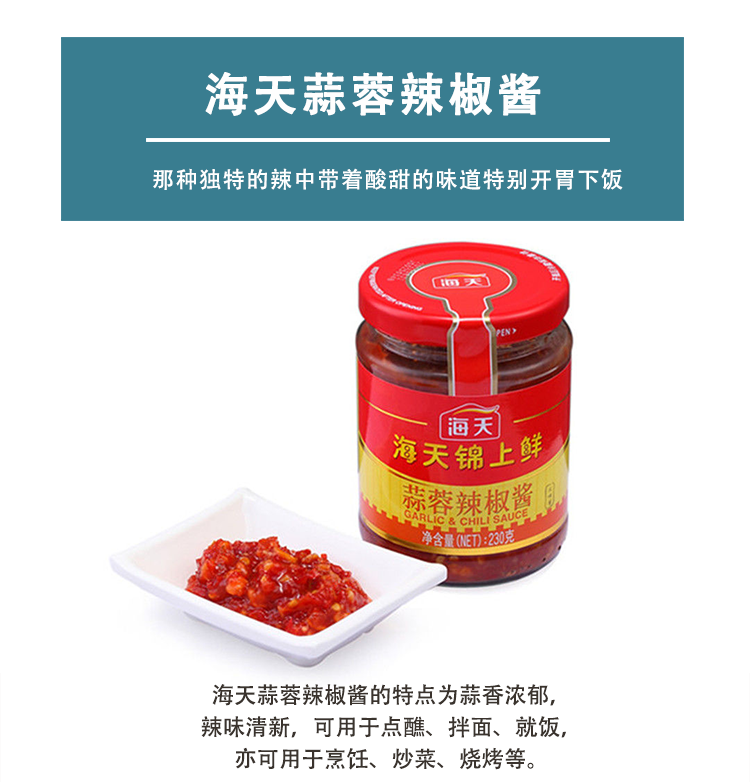 海天蒜蓉辣椒酱
那种独特的辣中带着酸甜的味道特别开胃下饭
海天
OPEN
海天
海天锦上鲜
蒜蓉辣椒酱
GARLIC & CHILI SAUCE
净含量(NET):230克
海天蒜蓉辣椒酱的特点为蒜香浓郁,
辣味清新, 可用于点醮、拌面、就饭,
亦可用于烹饪、炒菜、烧烤等。